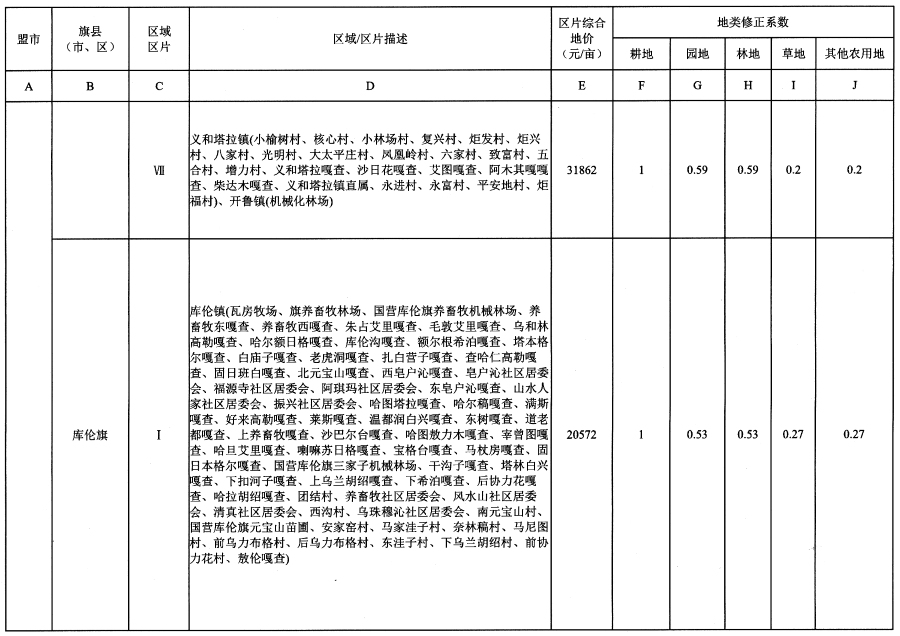 盟市
旗县
（市、区）
区域
区片
区域/区片描述
区片综合
地价
（元/亩）
地类修正系数
耕地
园地
林地
草地
其他农用地
A
B
C
D
E
F
G
H
I
J
Ⅶ
义和塔拉镇(小榆树村、核心村、小林场村、复兴村、炬发村、炬兴
村、八家村、光明村、大太平庄村、凤凰岭村、六家村、致富村、五
合村、增力村、义和塔拉嘎查、沙日花嘎查、艾图嘎查、阿木其嘎嘎
查、柴达木嘎查、义和塔拉镇直属、永进村、永富村、平安地村、炬
福村)、开鲁镇(机械化林场)
31862
1
0.59
0.59
0.2
0.2
库伦旗
Ⅰ
库伦镇(瓦房牧场、旗养畜牧林场、国营库伦旗养畜牧机械林场、养
畜牧东嘎查、养畜牧西嘎查、朱占艾里嘎查、毛敦艾里嘎查、乌和林
高勒嘎查、哈尔额日格嘎查、库伦沟嘎查、额尔根希泊嘎查、塔本格
尔嘎查、白庙子嘎查、老虎洞嘎查、扎白营子嘎查、查哈仁高勒嘎
查、固日班白嘎查、北元宝山嘎查、西皂户沁嘎查、皂户沁社区居委
会、福源寺社区居委会、阿琪玛社区居委会、东皂户沁嘎查、山水人
家社区居委会、振兴社区居委会、哈图塔拉嘎查、哈尔稿嘎查、满斯
嘎查、好来高勒嘎查、莱斯嘎查、温都润白兴嘎查、东树嘎查、道老
都嘎查、上养畜牧嘎查、沙巴尔台嘎查、哈图敖力木嘎查、宰曾图嘎
查、哈旦艾里嘎查、喇嘛苏日格嘎查、宝格台嘎查、马杖房嘎查、固
日本格尔嘎查、国营库伦旗三家子机械林场、干沟子嘎查、塔林白兴
嘎查、下扣河子嘎查、上乌兰胡绍嘎查、下希泊嘎查、后协力花嘎
查、哈拉胡绍嘎查、团结村、养畜牧社区居委会、风水山社区居委
会、清真社区居委会、西沟村、乌珠穆沁社区居委会、南元宝山村、
国营库伦旗元宝山苗圃、安家窑村、马家洼子村、奈林稿村、马尼图
村、前乌力布格村、后乌力布格村、东洼子村、下乌兰胡绍村、前协
力花村、敖伦嘎查)
20572
1
0.53
0.53
0.27
0.27